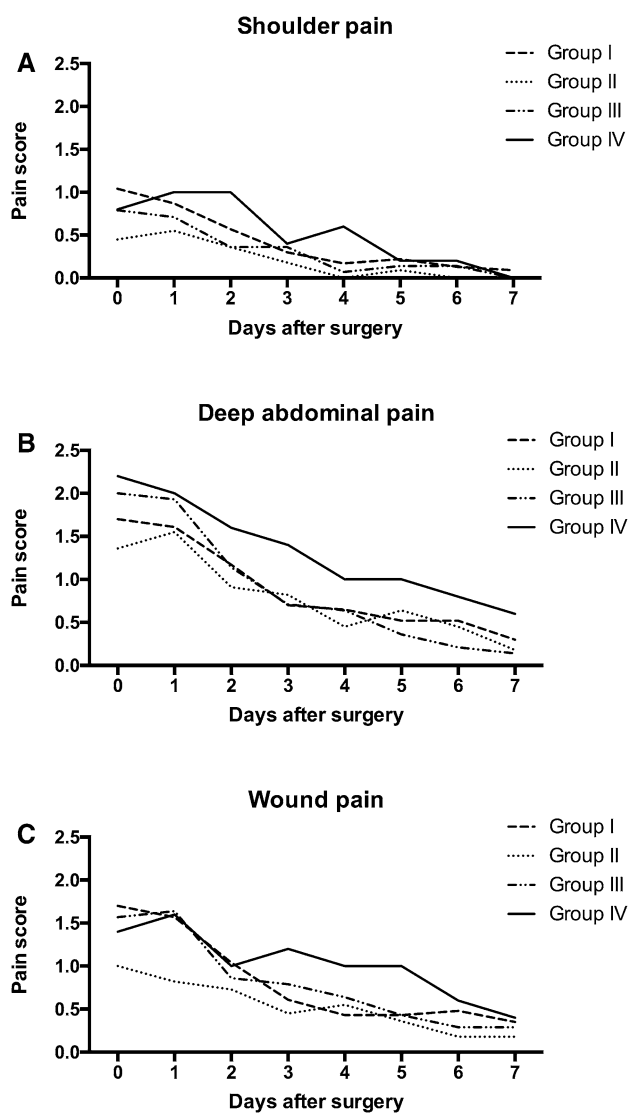 Shoulder pain
A
Group I
Group II
Group III
Group IV
Pain score
2.5
2.0
1.5
1.0
0.5
0.0
0 1 2 3 4 5 6 7
Days after surgery
Deep abdominal pain
B
Group I
Group II
Group III
Group IV
Pain score
2.5
2.0
1.5
1.0
0.5
0.0
0 1 2 3 4 5 6 7
Days after surgery
Wound pain
C
Group I
Group II
Group III
Group IV
Pain score
2.5
2.0
1.5
1.0
0.5
0.0
0 1 2 3 4 5 6 7
Days after surgery